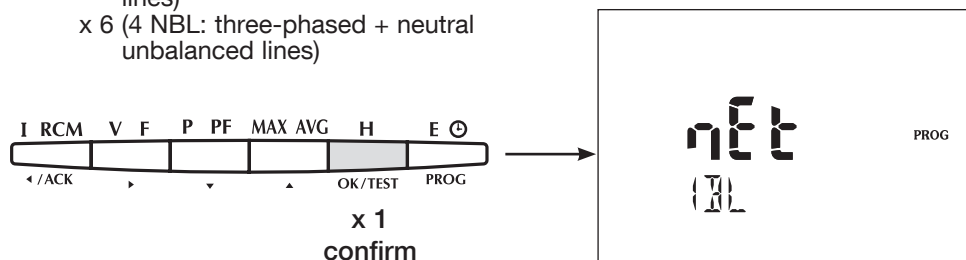 lines)
x 6 (4 NBL: three-phased + neutral
unbalanced lines)
I RCM V F P PF MAX AVG H E
/ACK OK/TEST PROG
x 1
confirm
nEt
PROG
1BL